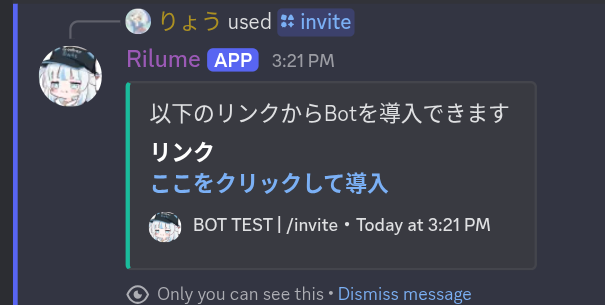 りょう used invite
Rilume APP 3:21 PM
以下のリンクからBotを導入できます
リンク
ここをクリックして導入
BOT TEST | /invite • Today at 3:21 PM
Only you can see this • Dismiss message